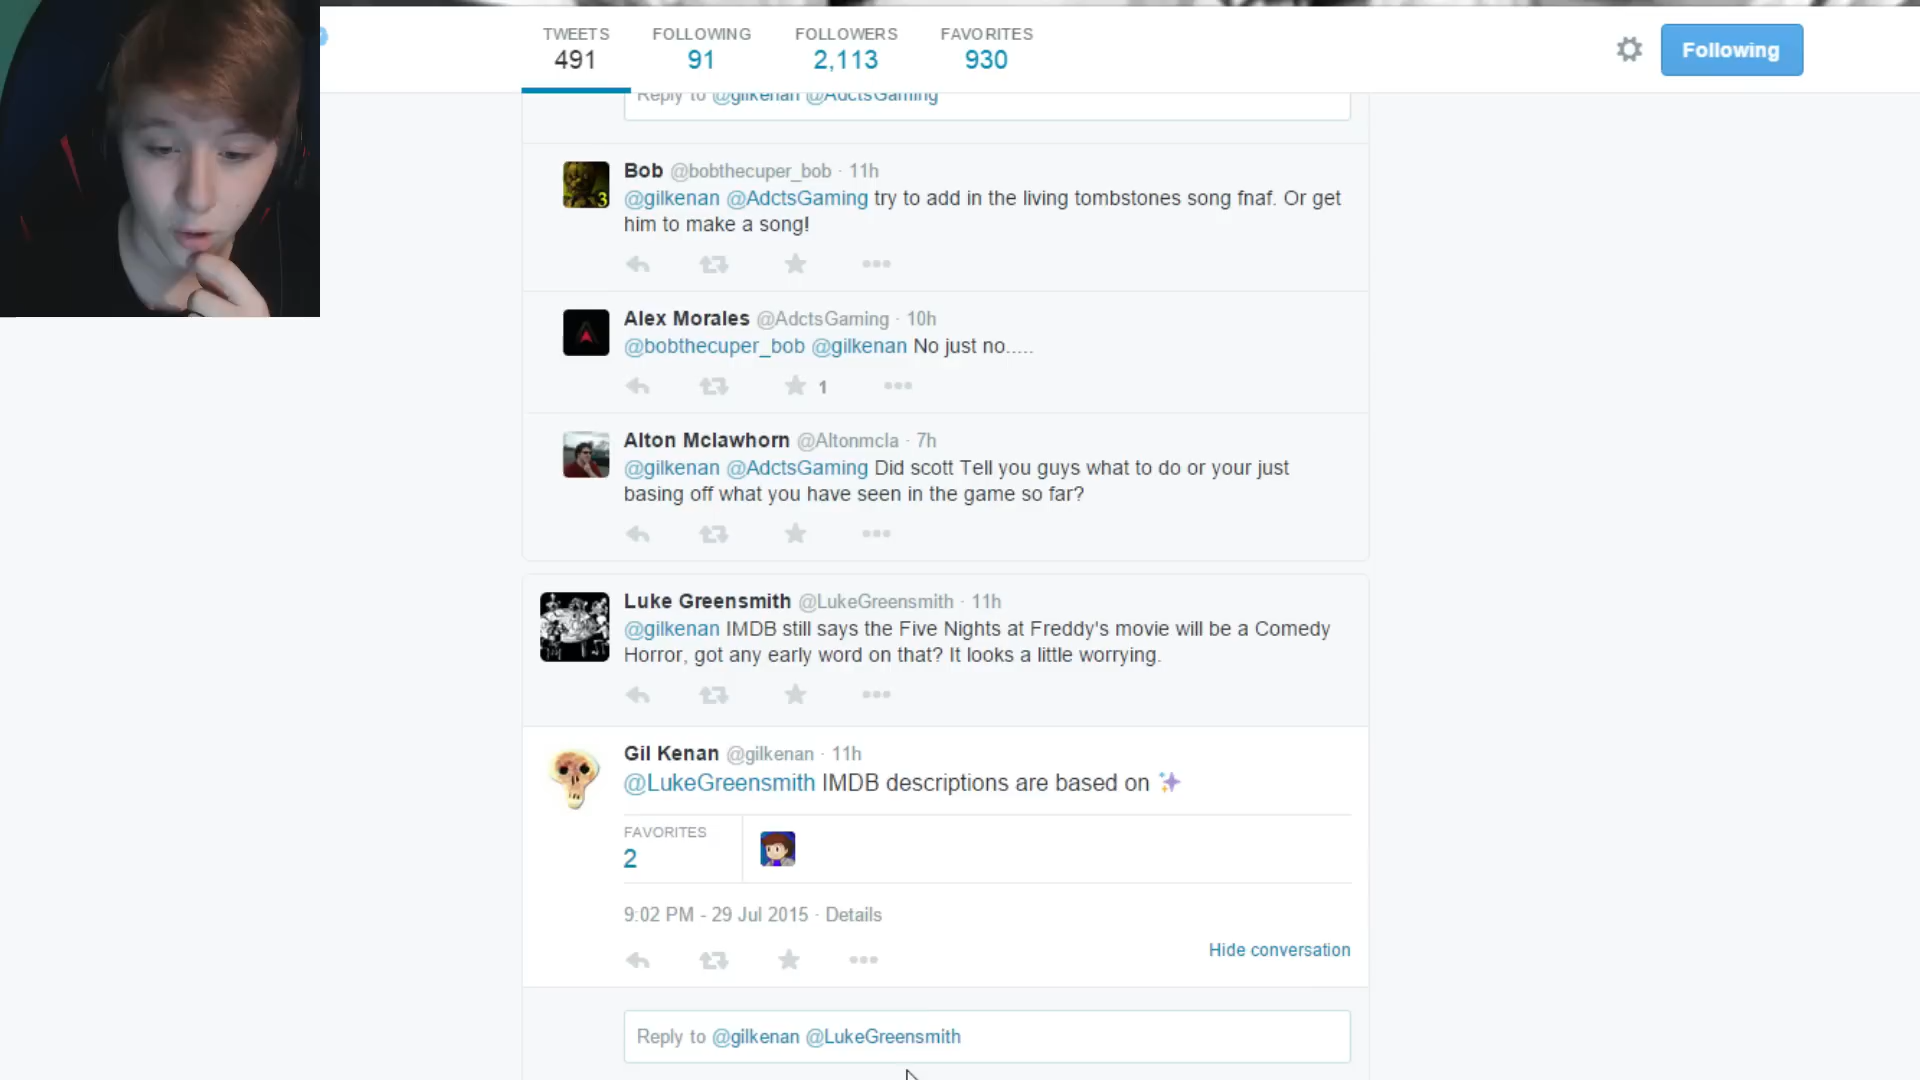 TWEETS FOLLOWING FOLLOWERS FAVORITES
491 91 2,113 930
Following
Reply to @gilkenan @AdctsGaming
Bob @bobthecuper_bob · 11h
@gilkenan @AdctsGaming try to add in the living tombstones song fnaf. Or get
him to make a song!
3
Alex Morales @AdctsGaming · 10h
@bobthecuper_bob @gilkenan No just no.....
1
Alton Mclawhorn @Altonmcla · 7h
@gilkenan @AdctsGaming Did scott Tell you guys what to do or your just
basing off what you have seen in the game so far?
Luke Greensmith @LukeGreensmith · 11h
@gilkenan IMDB still says the Five Nights at Freddy's movie will be a Comedy
Horror, got any early word on that? It looks a little worrying.
Gil Kenan @gilkenan · 11h
@LukeGreensmith IMDB descriptions are based on ✨
FAVORITES
2
9:02 PM - 29 Jul 2015 · Details
Hide conversation
Reply to @gilkenan @LukeGreensmith